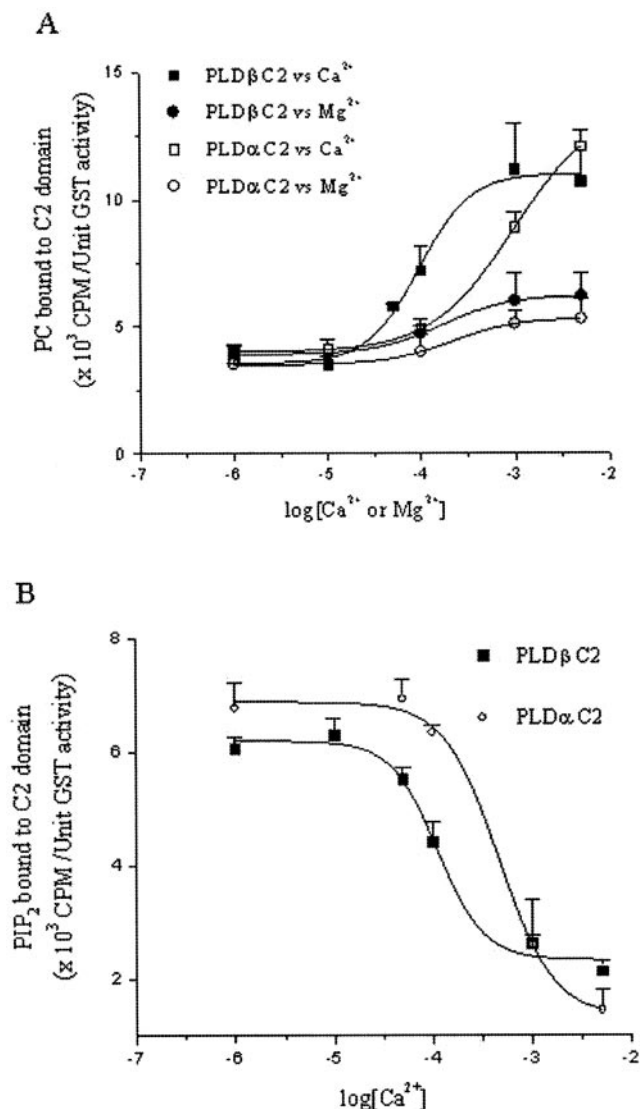 A
15
10
5
0
PLDβC2 vs Ca²⁺
PLDβC2 vs Mg²⁺
PLDαC2 vs Ca²⁺
PLDαC2 vs Mg²⁺
PC bound to C2 domain
(x 10³ CPM /Unit GST activity)
-7 -6 -5 -4 -3 -2
log[Ca²⁺ or Mg²⁺]
B
8
6
4
2
PLDβC2
PLDαC2
PIP₂ bound to C2 domain
(x 10³ CPM /Unit GST activity)
-7 -6 -5 -4 -3 -2
log[Ca²⁺]